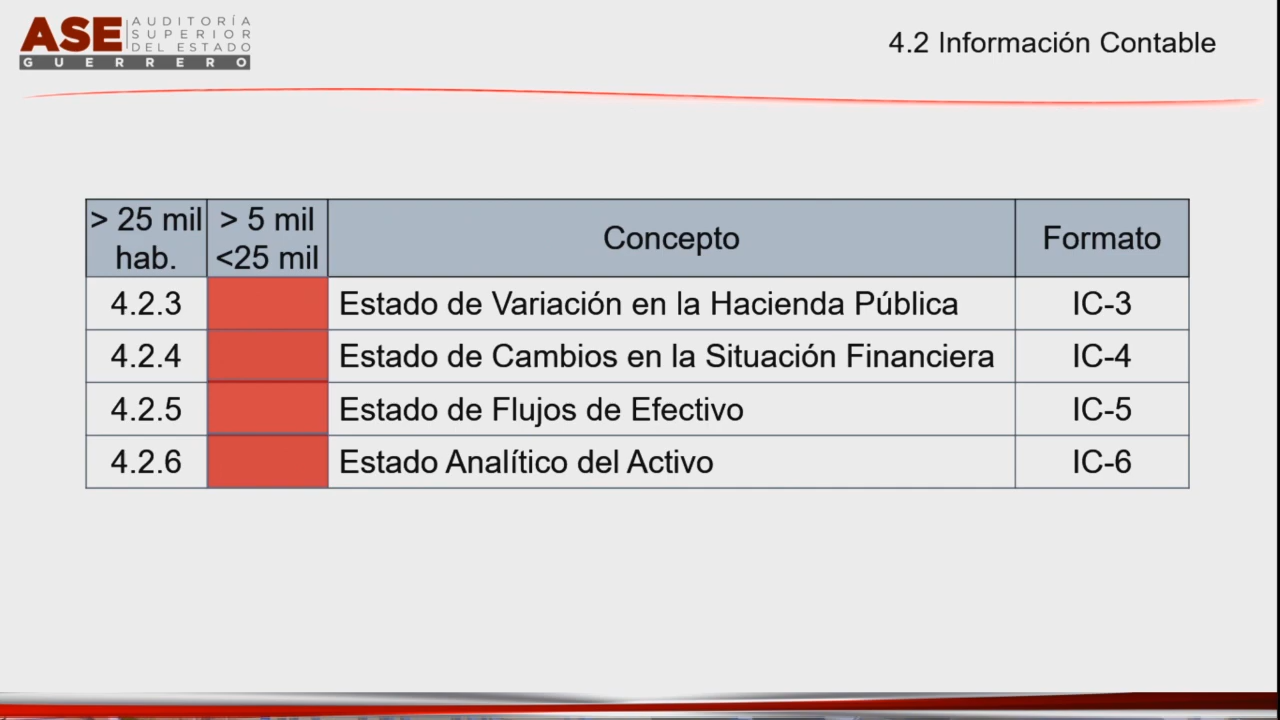 ASE
AUDITORÍA
SUPERIOR
DEL ESTADO
GUERRERO
4.2 Información Contable
> 25 mil hab. > 5 mil <25 mil Concepto Formato
4.2.3 Estado de Variación en la Hacienda Pública IC-3
4.2.4 Estado de Cambios en la Situación Financiera IC-4
4.2.5 Estado de Flujos de Efectivo IC-5
4.2.6 Estado Analítico del Activo IC-6